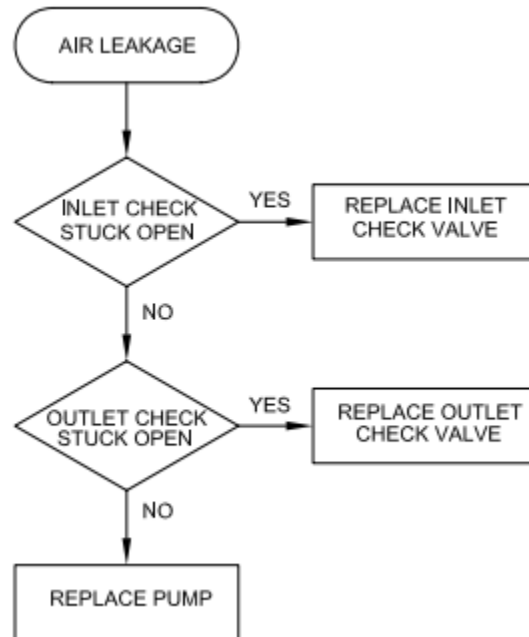 AIR LEAKAGE
INLET CHECK
STUCK OPEN
YES
REPLACE INLET
CHECK VALVE
NO
OUTLET CHECK
STUCK OPEN
YES
REPLACE OUTLET
CHECK VALVE
NO
REPLACE PUMP